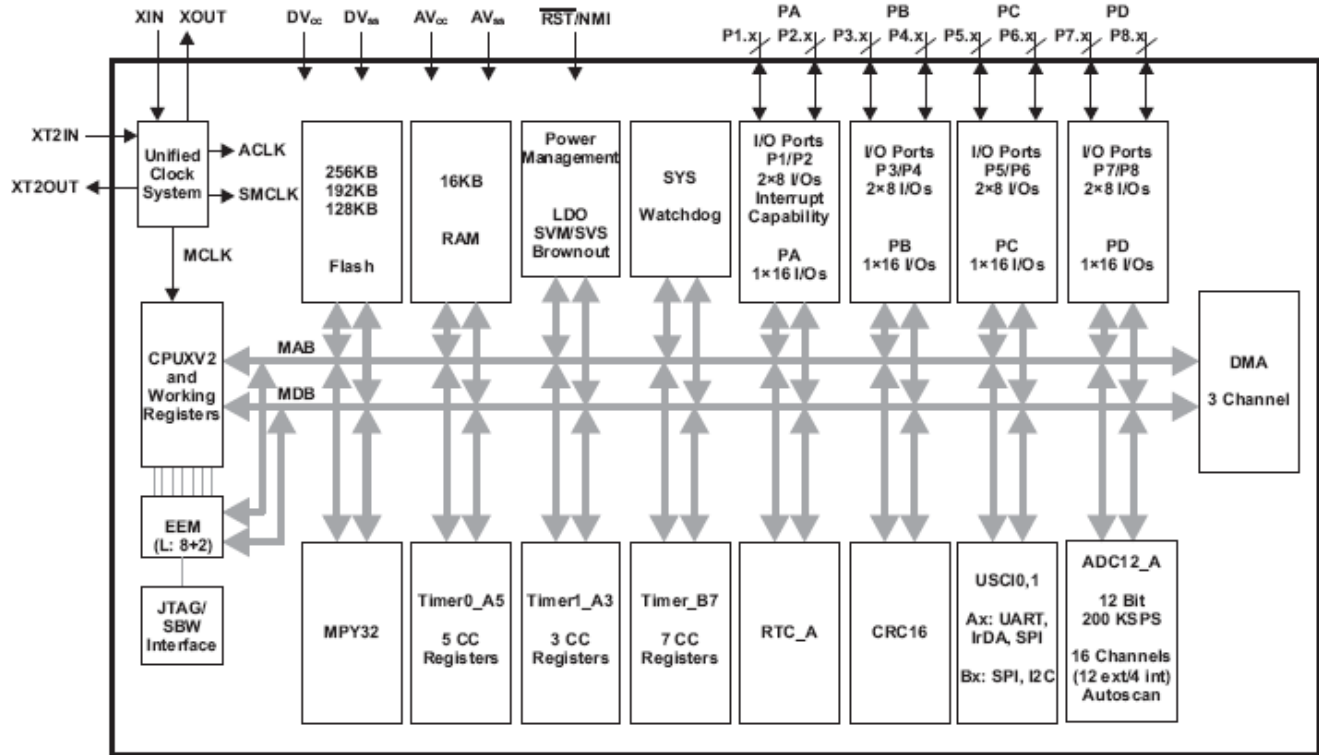 XIN XOUT DVcc DVss AVcc AVss RST/NMI
PA PB PC PD
P1.x P2.x P3.x P4.x P5.x P6.x P7.x P8.x
XT2IN
XT2OUT
Unified
Clock
System
ACLK
SMCLK
MCLK
256KB
192KB
128KB
Flash
16KB
RAM
Power
Management
LDO
SVM/SVS
Brownout
SYS
Watchdog
I/O Ports
P1/P2
2×8 I/Os
Interrupt
Capability
PA
1×16 I/Os
I/O Ports
P3/P4
2×8 I/Os
PB
1×16 I/Os
I/O Ports
P5/P6
2×8 I/Os
PC
1×16 I/Os
I/O Ports
P7/P8
2×8 I/Os
PD
1×16 I/Os
CPUXV2
and
Working
Registers
MAB
MDB
DMA
3 Channel
EEM
(L: 8+2)
JTAG/
SBW
Interface
MPY32
Timer0_A5
5 CC
Registers
Timer1_A3
3 CC
Registers
Timer_B7
7 CC
Registers
RTC_A
CRC16
USCI0,1
Ax: UART,
IrDA, SPI
Bx: SPI, I2C
ADC12_A
12 Bit
200 KSPS
16 Channels
(12 ext/4 int)
Autoscan